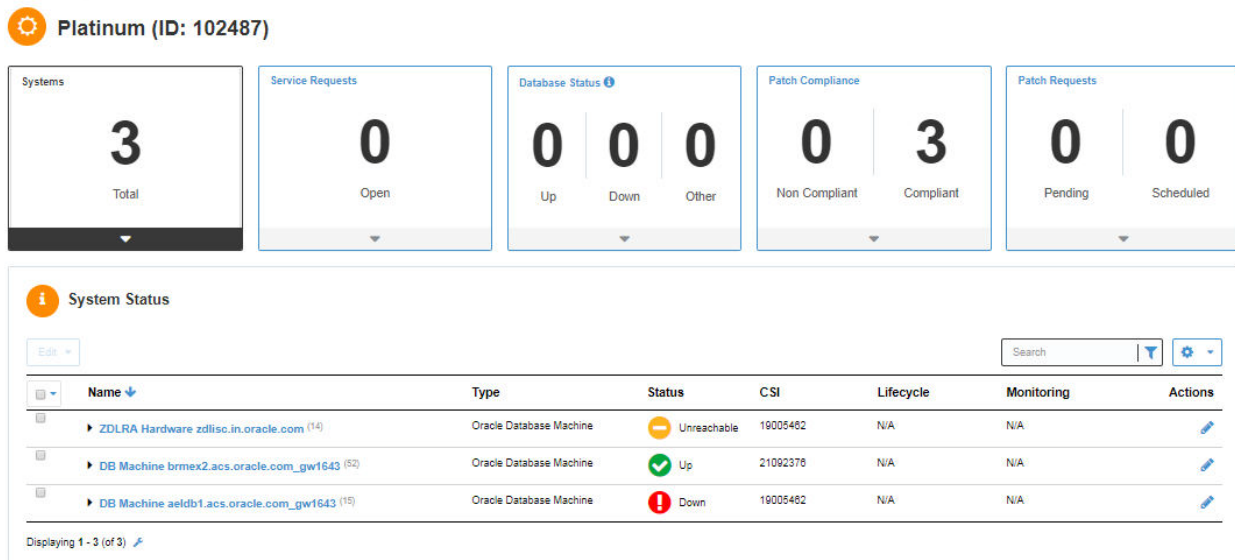 Platinum (ID: 102487)
Systems
3
Total
Service Requests
0
Open
Database Status
0 0 0
Up Down Other
Patch Compliance
0 3
Non Compliant Compliant
Patch Requests
0 0
Pending Scheduled
System Status
Edit
Search
Name Type Status CSI Lifecycle Monitoring Actions
ZDLRA Hardware zdlisc.in.oracle.com (14) Oracle Database Machine Unreachable 19005462 N/A N/A
DB Machine brmex2.acs.oracle.com_gw1643 (52) Oracle Database Machine Up 21092376 N/A N/A
DB Machine aeldb1.acs.oracle.com_gw1643 (15) Oracle Database Machine Down 19005462 N/A N/A
Displaying 1 - 3 (of 3)